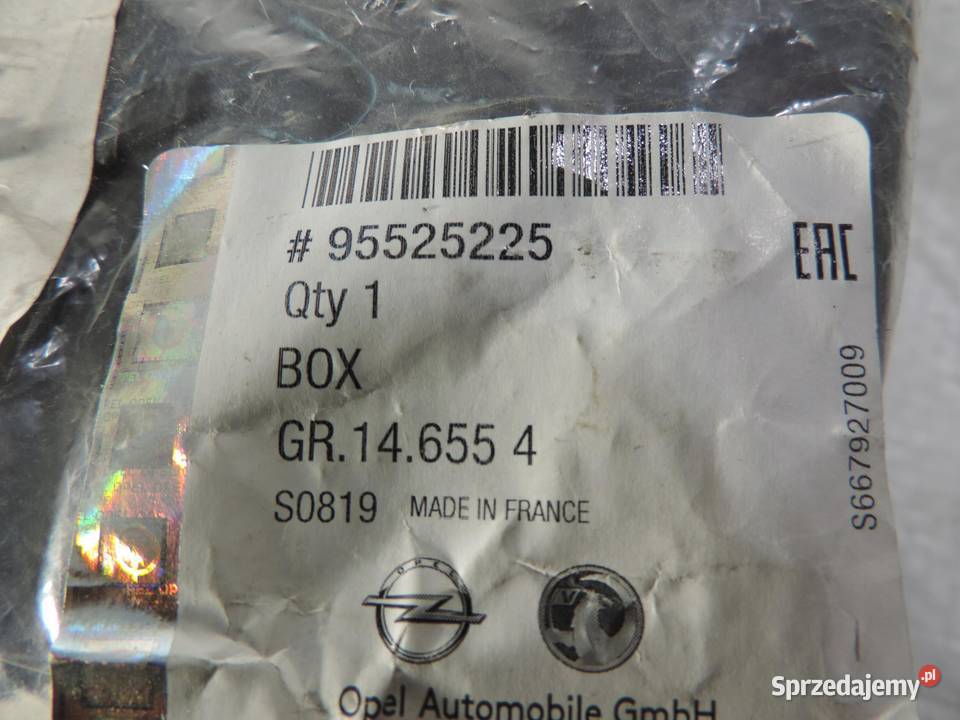 # 95525225
EAC
Qty 1
BOX
GR.14.655 4
S0819 MADE IN FRANCE
S667927009
OPEL
Opel Automobile GmbH
Sprzedajemy.pl